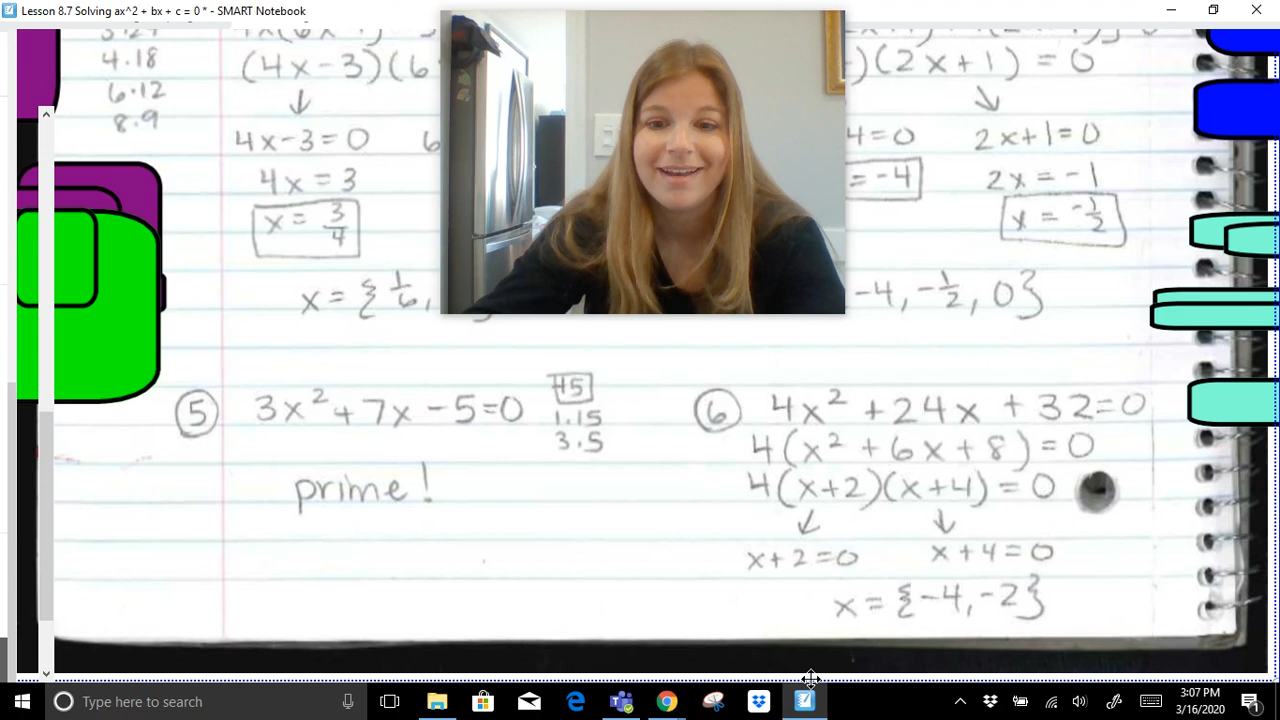 Lesson 8.7 Solving ax^2 + bx + c = 0 * - SMART Notebook
4·18
6·12
8·9
(4x-3)(6
)(2x+1) = 0
4x-3=0
6
4=0
2x+1=0
4x=3
= -4
2x = -1
x = 3/4
x = -1/2
x = {1/6,
-4, -1/2, 0}
⑤ 3x² + 7x - 5=0
45
1·15
3·5
prime!
⑥ 4x² + 24x + 32=0
4(x² + 6x + 8) = 0
4(x+2)(x+4) = 0
x+2=0
x+4=0
x = {-4, -2}
Type here to search
3:07 PM
3/16/2020